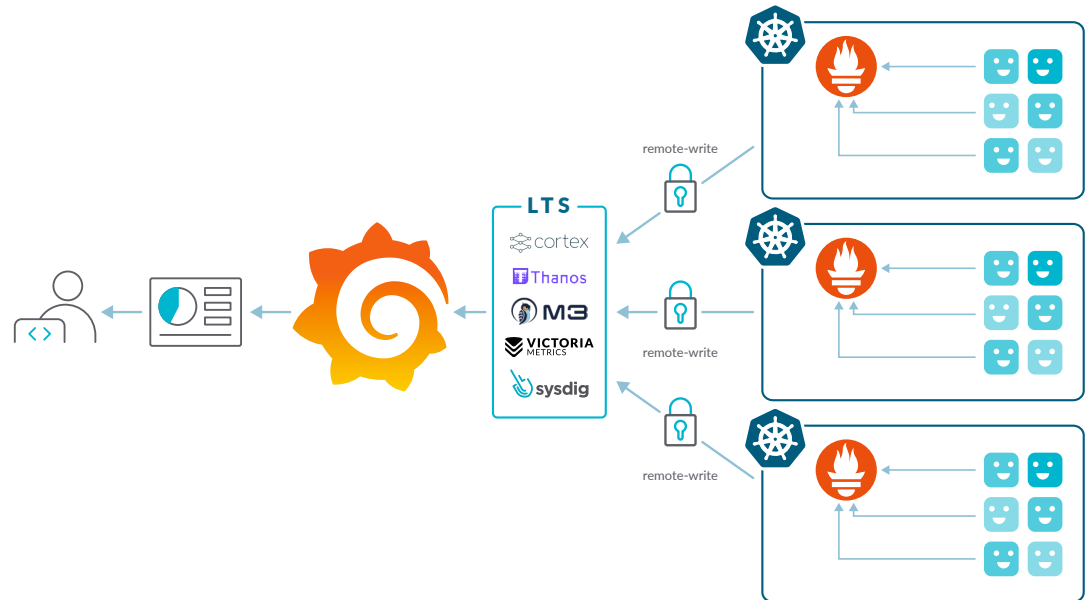 remote-write
LTS
cortex
Thanos
M3
VICTORIA
METRICS
sysdig
remote-write
remote-write